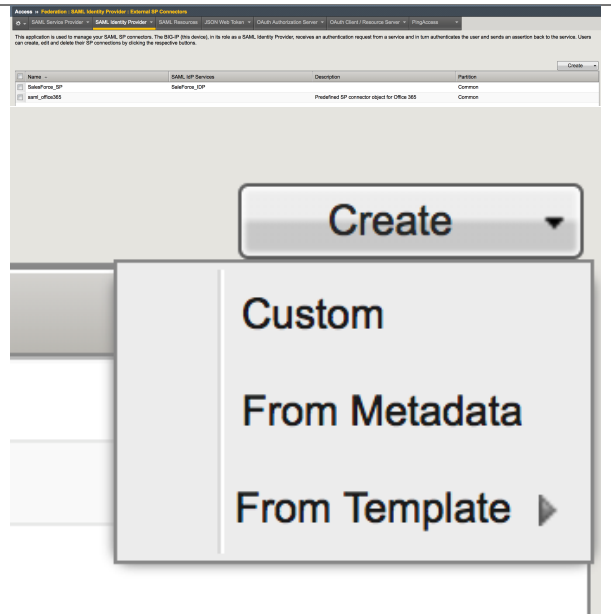 Access » Federation : SAML Identity Provider : External SP Connectors
SAML Service Provider SAML Identity Provider SAML Resources JSON Web Token OAuth Authorization Server OAuth Client / Resource Server PingAccess
This application is used to manage your SAML SP connectors. The BIG-IP (this device), in its role as a SAML Identity Provider, receives an authentication request from a service and in turn authenticates the user and sends an assertion back to the service. Users
can create, edit and delete their SP connections by clicking the respective buttons.
Create
Name SAML IdP Services Description Partition
SalesForce_SP SaleForce_IDP Common
saml_office365 Predefined SP connector object for Office 365 Common
Create
Custom
From Metadata
From Template